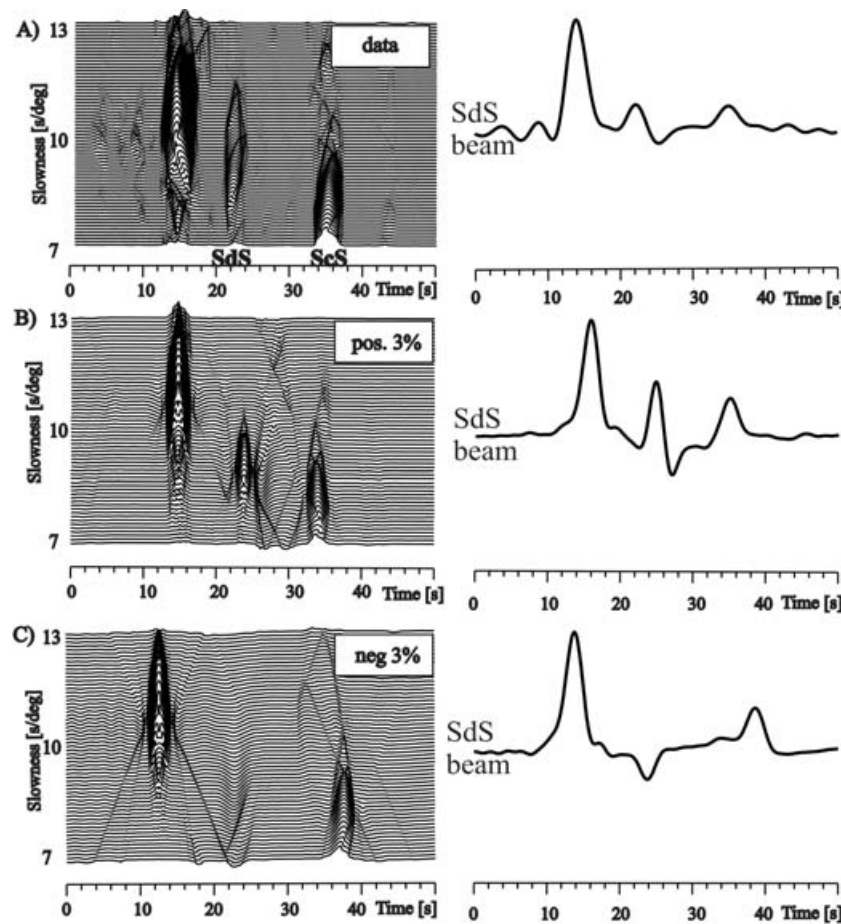 A) 13 data
Slowness [s/deg]
10
7
SdS ScS
0 10 20 30 40 Time [s]
SdS
beam
0 10 20 30 40 Time [s]
B) 13 pos. 3%
Slowness [s/deg]
10
7
0 10 20 30 40 Time [s]
SdS
beam
0 10 20 30 40 Time [s]
C) 13 neg 3%
Slowness [s/deg]
10
7
0 10 20 30 40 Time [s]
SdS
beam
0 10 20 30 40 Time [s]